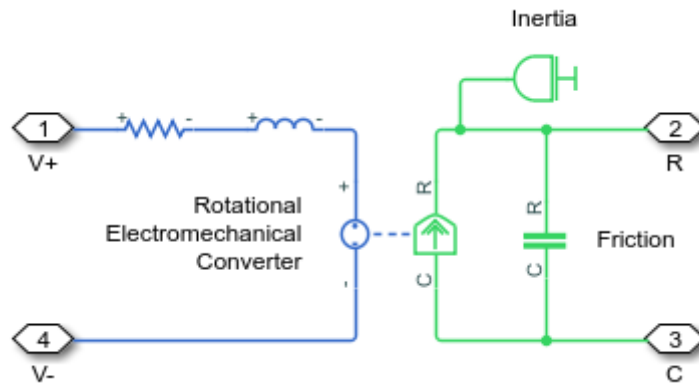 Inertia
+ - + -
1
2
V+
R
+
R
R
Rotational
Electromechanical
Converter
Friction
-
C
C
4
3
V-
C